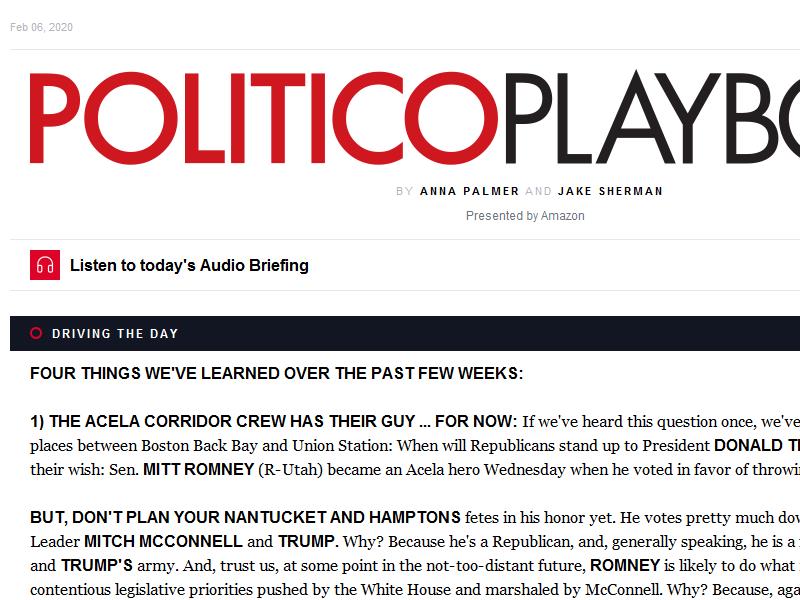 Feb 06, 2020
POLITICOPLAYBO
BY ANNA PALMER AND JAKE SHERMAN
Presented by Amazon
Listen to today's Audio Briefing
DRIVING THE DAY
FOUR THINGS WE'VE LEARNED OVER THE PAST FEW WEEKS:
1) THE ACELA CORRIDOR CREW HAS THEIR GUY ... FOR NOW: If we've heard this question once, we've
places between Boston Back Bay and Union Station: When will Republicans stand up to President DONALD
their wish: Sen. MITT ROMNEY (R-Utah) became an Acela hero Wednesday when he voted in favor of
BUT, DON'T PLAN YOUR NANTUCKET AND HAMPTONS fetes in his honor yet. He votes pretty much
Leader MITCH MCCONNELL and TRUMP. Why? Because he's a Republican, and, generally speaking, he is a
and TRUMP'S army. And, trust us, at some point in the not-too-distant future, ROMNEY is likely to do what
contentious legislative priorities pushed by the White House and marshaled by McConnell. Why? Because,